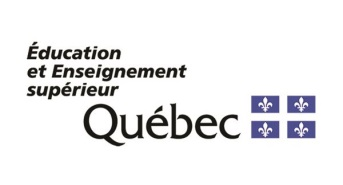 Éducation
et Enseignement
supérieur
Québec